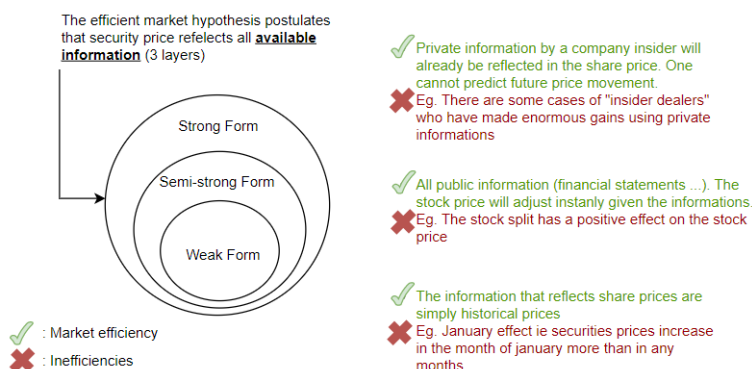 The efficient market hypothesis postulates
that security price refelects all available
information (3 layers)
Strong Form
Semi-strong Form
Weak Form
: Market efficiency
: Inefficiencies
Private information by a company insider will
already be reflected in the share price. One
cannot predict future price movement.
Eg. There are some cases of "insider dealers"
who have made enormous gains using private
informations
All public information (financial statements ...). The
stock price will adjust instanly given the informations.
Eg. The stock split has a positive effect on the stock
price
The information that reflects share prices are
simply historical prices
Eg. January effect ie securities prices increase
in the month of january more than in any
months